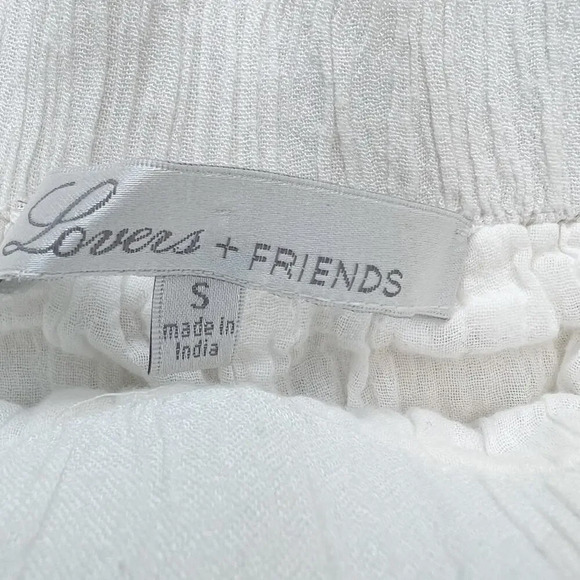 Lovers + FRIENDS
S
made in
India